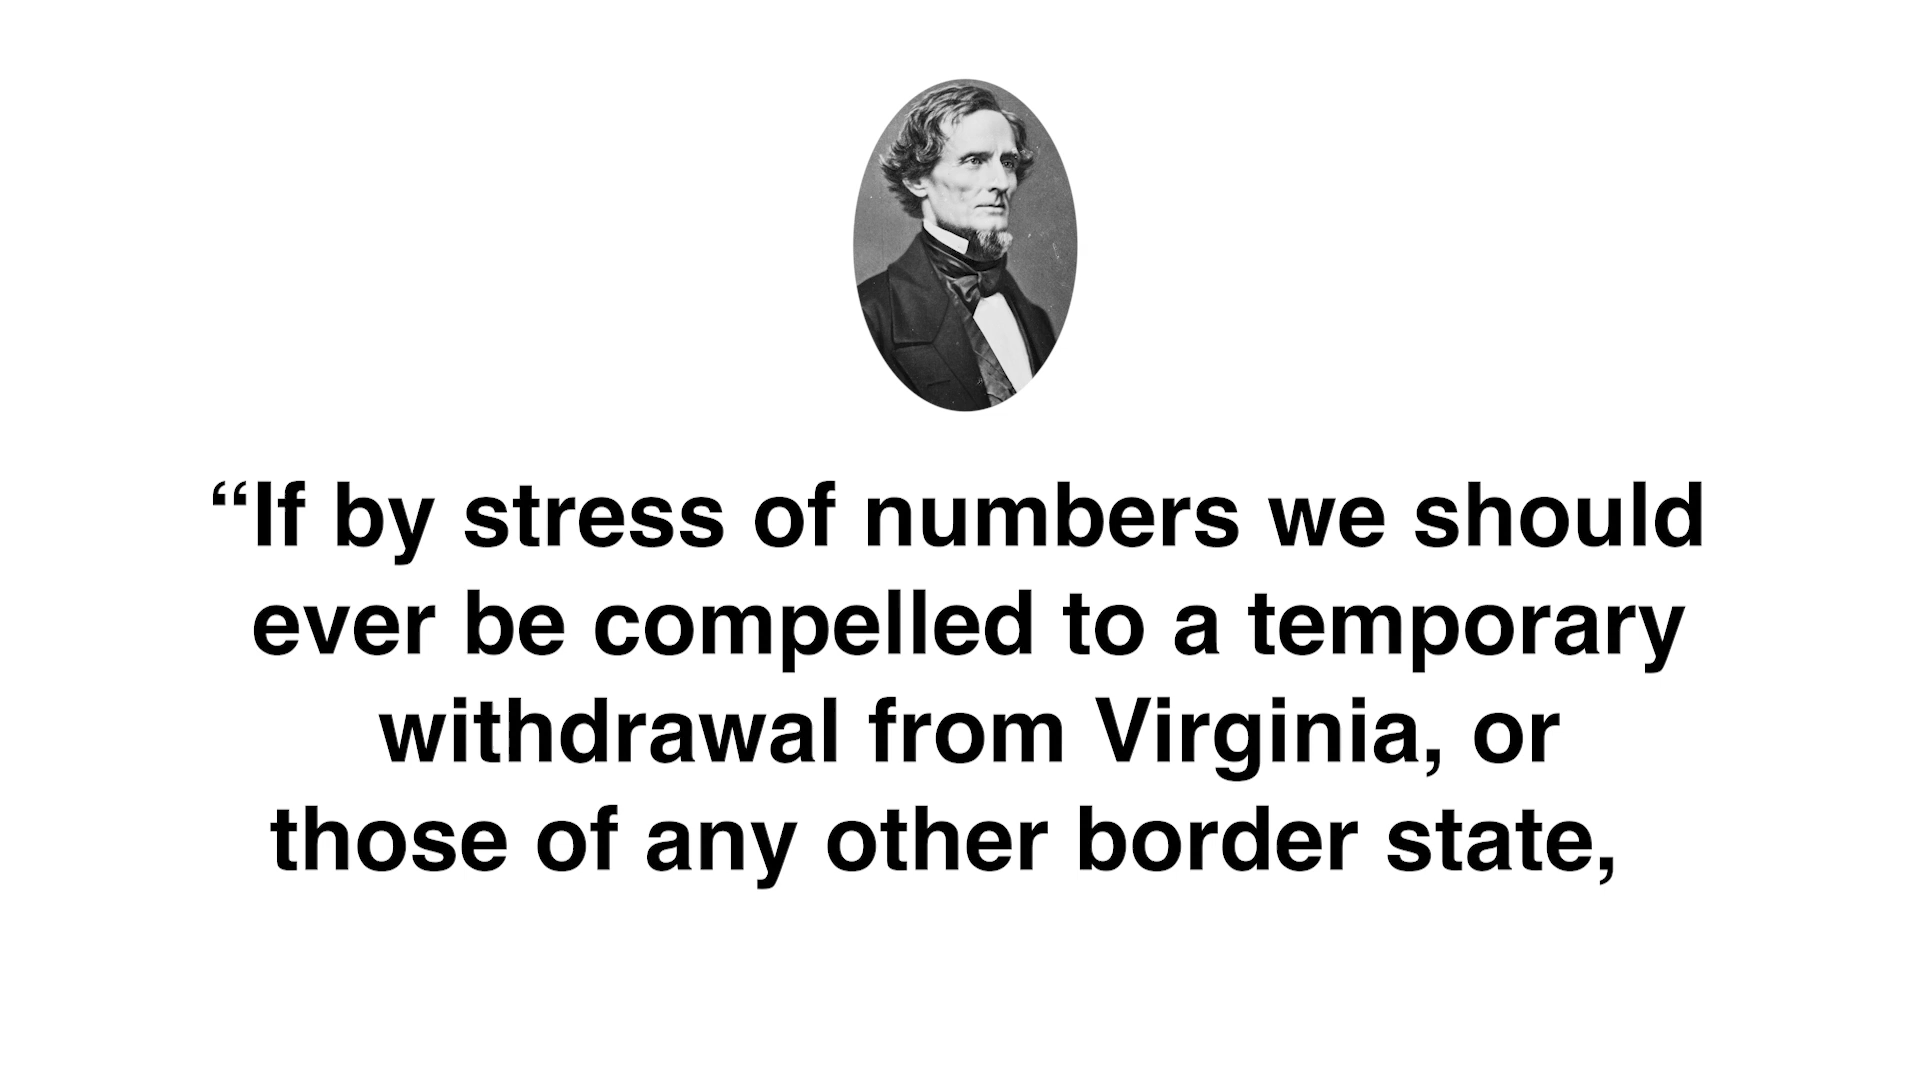 “If by stress of numbers we should
ever be compelled to a temporary
withdrawal from Virginia, or
those of any other border state,